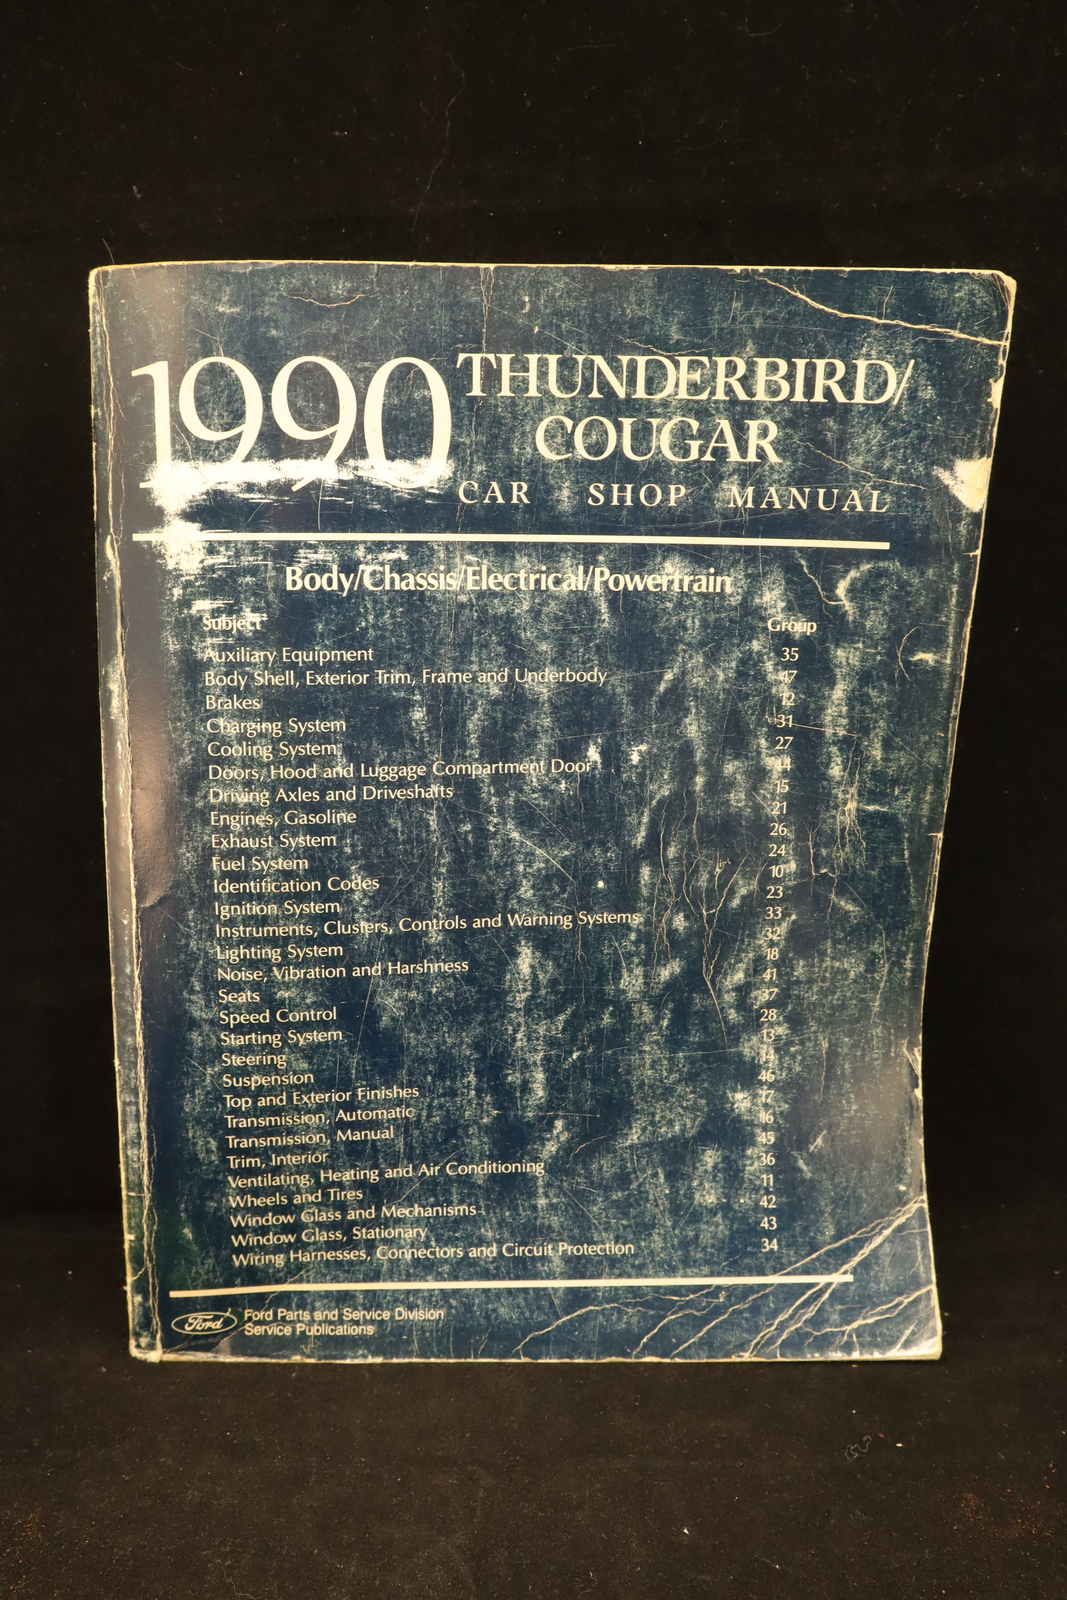 1990 THUNDERBIRD/
COUGAR
CAR SHOP MANUAL
Body/Chassis/Electrical/Powertrain
Subject Group
Auxiliary Equipment 35
Body Shell, Exterior Trim, Frame and Underbody 47
Brakes 12
Charging System 31
Cooling System 27
Doors, Hood and Luggage Compartment Door 44
Driving Axles and Driveshafts 15
Engines, Gasoline 21
Exhaust System 26
Fuel System 24
Identification Codes 10
Ignition System 23
Instruments, Clusters, Controls and Warning Systems 33
Lighting System 32
Noise, Vibration and Harshness 18
Seats 41
Speed Control 37
Starting System 28
Steering 13
Suspension 14
Top and Exterior Finishes 46
Transmission, Automatic 17
Transmission, Manual 16
Trim, Interior 45
Ventilating, Heating and Air Conditioning 36
Wheels and Tires 11
Window Glass and Mechanisms 42
Window Glass, Stationary 43
Wiring Harnesses, Connectors and Circuit Protection 34
Ford Ford Parts and Service Division
Service Publications